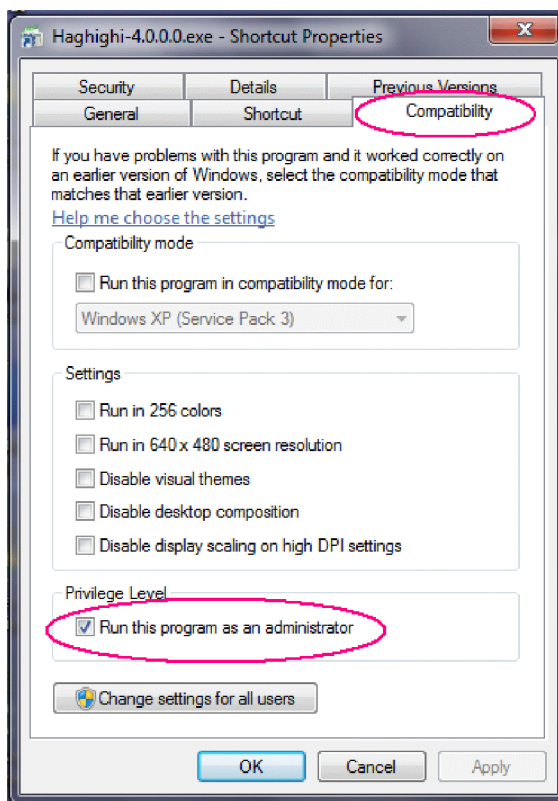 Haghighi-4.0.0.0.exe - Shortcut Properties
Security Details Previous Versions
General Shortcut Compatibility
If you have problems with this program and it worked correctly on
an earlier version of Windows, select the compatibility mode that
matches that earlier version.
Help me choose the settings
Compatibility mode
Run this program in compatibility mode for:
Windows XP (Service Pack 3)
Settings
Run in 256 colors
Run in 640 x 480 screen resolution
Disable visual themes
Disable desktop composition
Disable display scaling on high DPI settings
Privilege Level
Run this program as an administrator
Change settings for all users
OK Cancel Apply